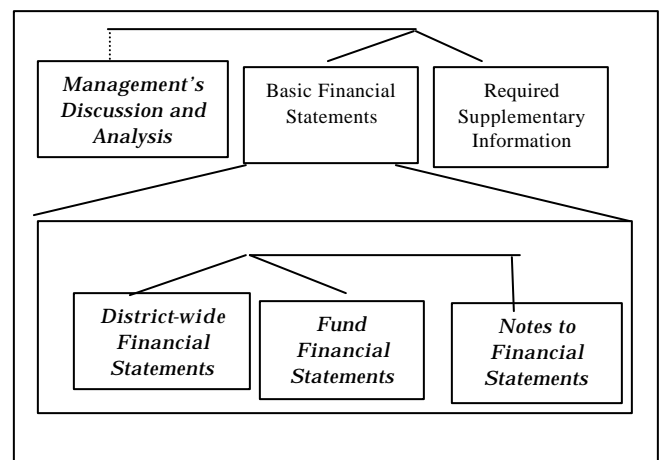 Management's
Discussion and
Analysis
Basic Financial
Statements
Required
Supplementary
Information
District-wide
Financial
Statements
Fund
Financial
Statements
Notes to
Financial
Statements